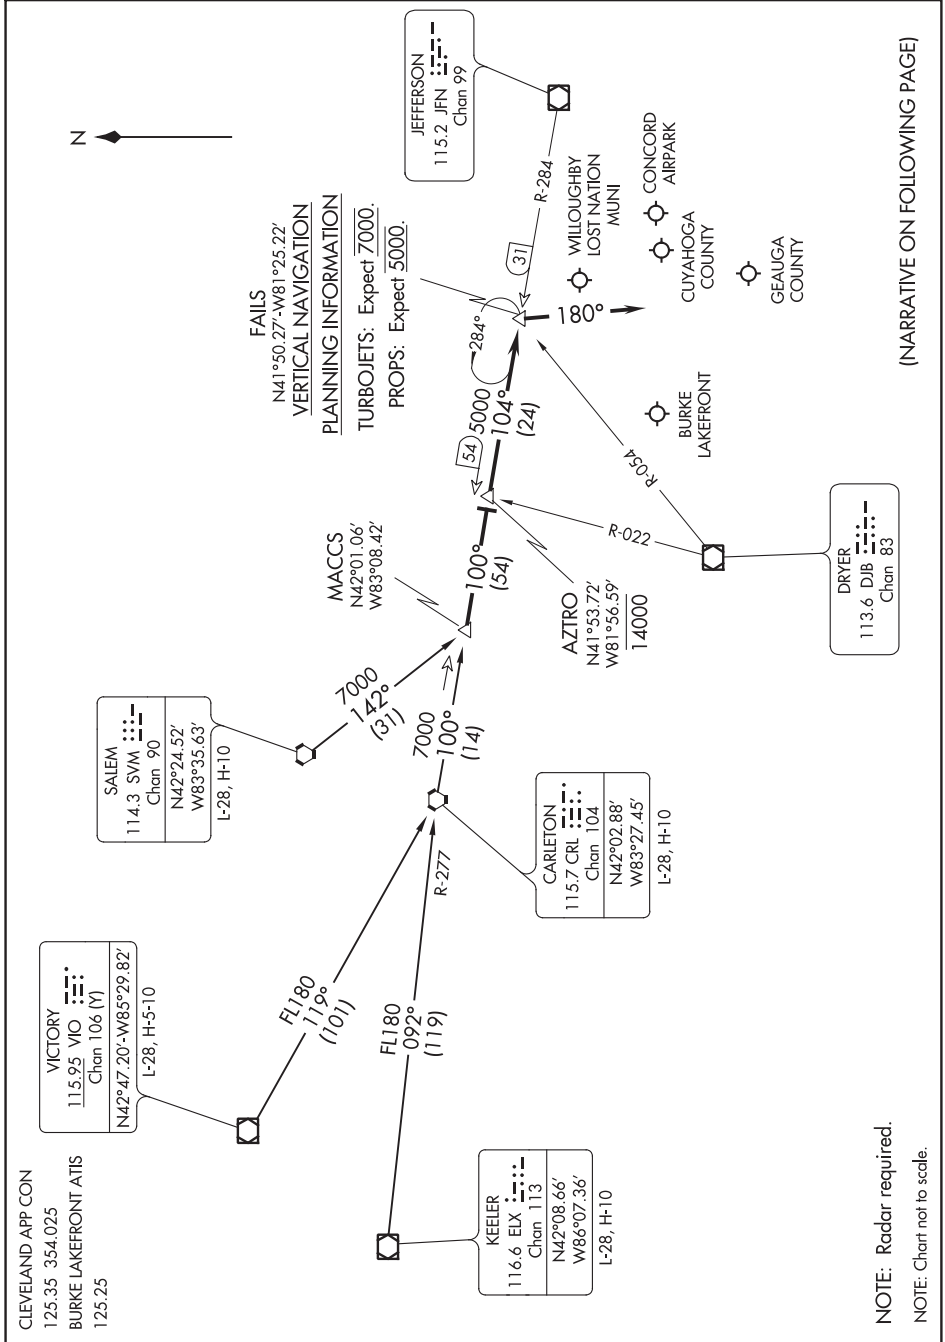 CLEVELAND APP CON
125.35 354.025
BURKE LAKEFRONT ATIS
125.25
VICTORY
115.95 VIO
Chan 106 (Y)
N42°47.20'-W85°29.82'
L-28, H-5-10
SALEM
114.3 SVM
Chan 90
N42°24.52'
W83°35.63'
L-28, H-10
N
JEFFERSON
115.2 JFN
Chan 99
FAILS
N41°50.27'-W81°25.22'
VERTICAL NAVIGATION
PLANNING INFORMATION
TURBOJETS: Expect 7000.
PROPS: Expect 5000.
MACCS
N42°01.06'
W83°08.42'
FL180
119°
(101)
FL180
092°
(119)
R-277
7000
142°
(31)
7000
100°
(14)
100°
(54)
54
5000
104°
(24)
284°
31
R-284
180°
WILLOUGHBY
LOST NATION
MUNI
CONCORD
AIRPARK
CUYAHOGA
COUNTY
GEAUGA
COUNTY
BURKE
LAKEFRONT
R-054
R-022
AZTRO
N41°53.72'
W81°56.59'
14000
KEELER
116.6 ELX
Chan 113
N42°08.66'
W86°07.36'
L-28, H-10
CARLETON
115.7 CRL
Chan 104
N42°02.88'
W83°27.45'
L-28, H-10
DRYER
113.6 DJB
Chan 83
NOTE: Radar required.
NOTE: Chart not to scale.
(NARRATIVE ON FOLLOWING PAGE)